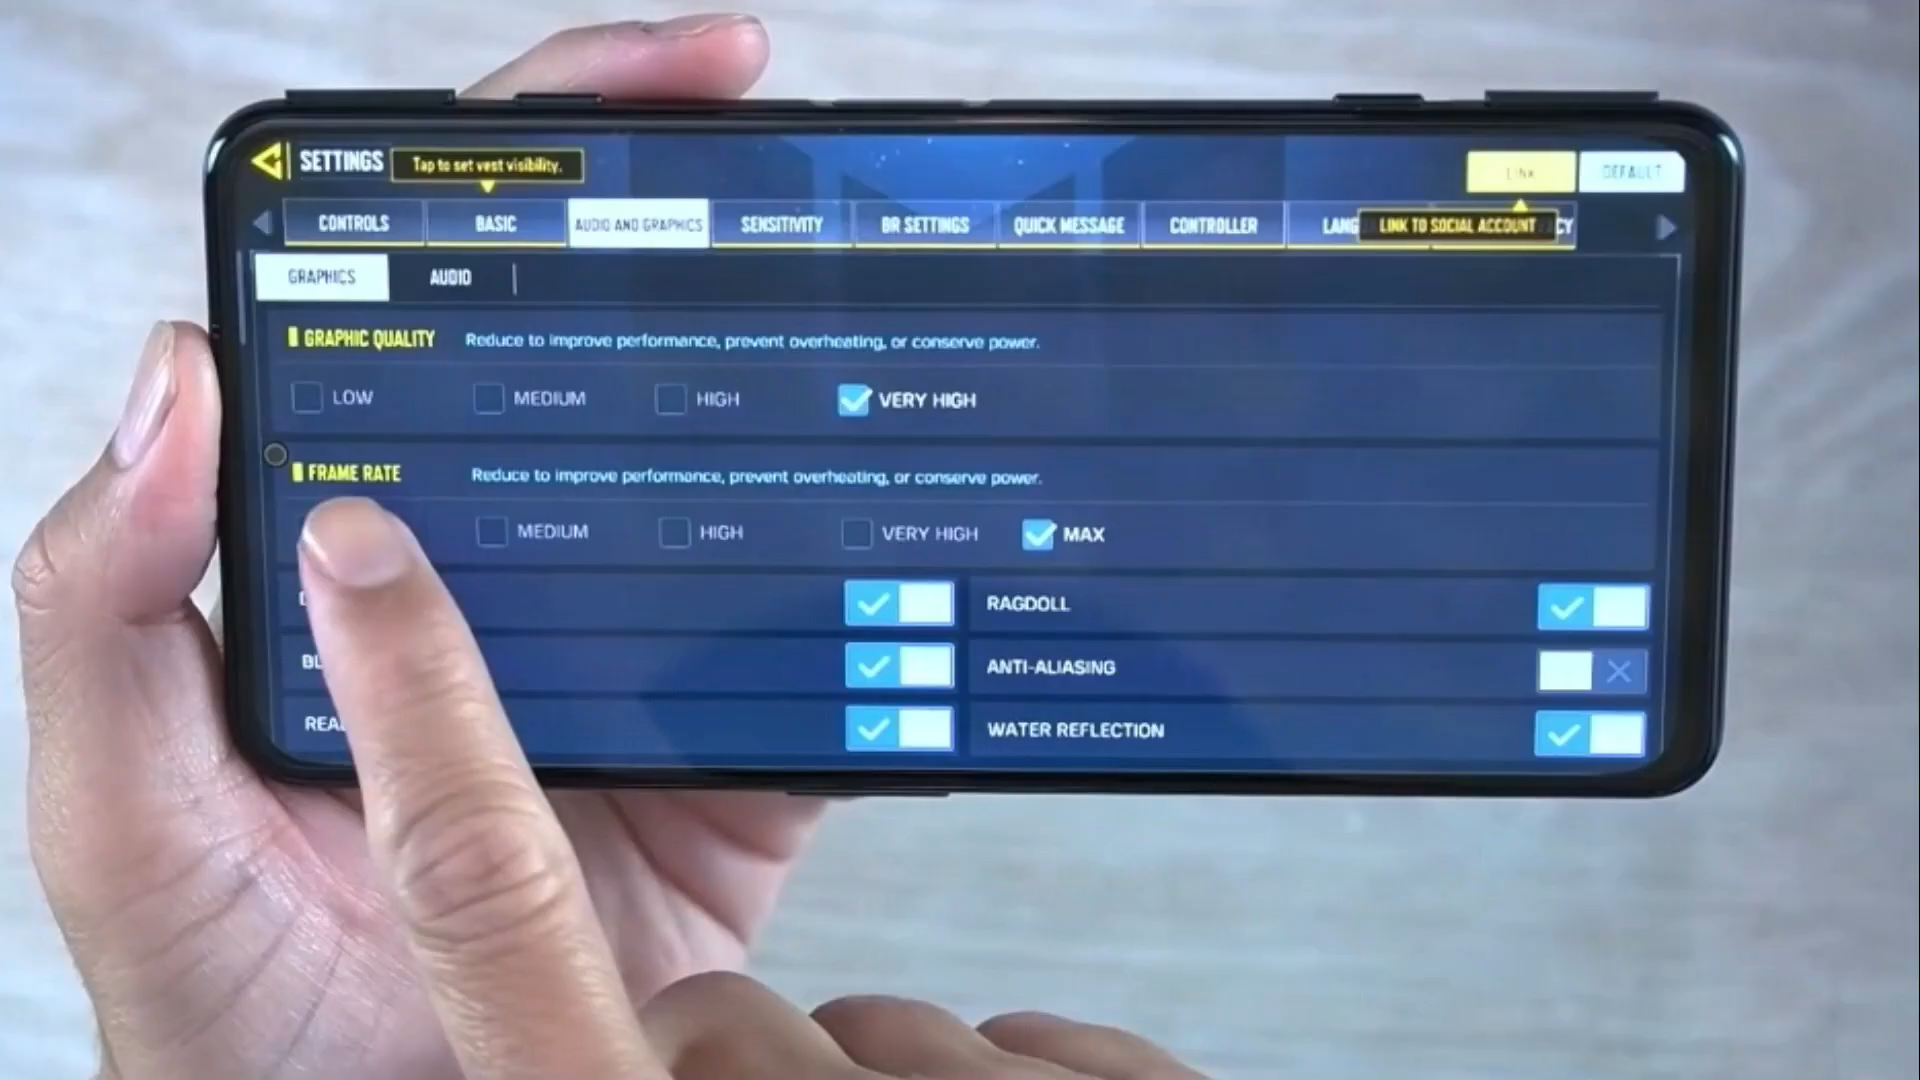 SETTINGS
Tap to set vest visibility.
LINK
DEFAULT
CONTROLS
BASIC
AUDIO AND GRAPHICS
SENSITIVITY
BR SETTINGS
QUICK MESSAGE
CONTROLLER
LANG
LINK TO SOCIAL ACCOUNT
CY
GRAPHICS
AUDIO
GRAPHIC QUALITY
Reduce to improve performance, prevent overheating, or conserve power.
LOW
MEDIUM
HIGH
VERY HIGH
FRAME RATE
Reduce to improve performance, prevent overheating, or conserve power.
MEDIUM
HIGH
VERY HIGH
MAX
RAGDOLL
ANTI-ALIASING
REAL
WATER REFLECTION